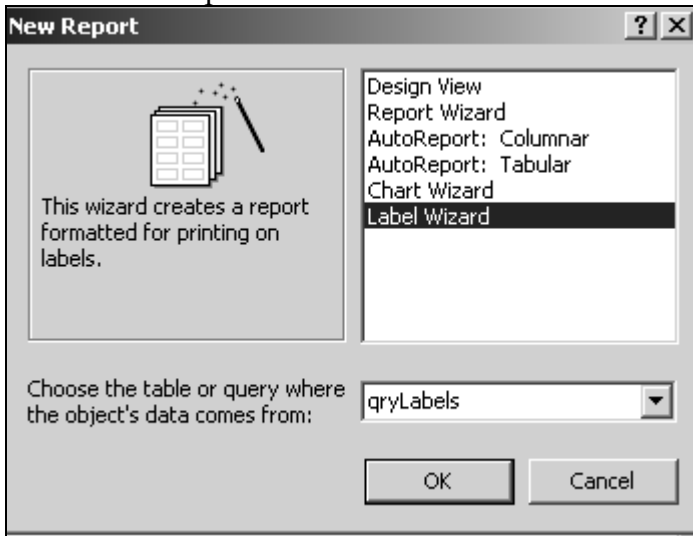 New Report
This wizard creates a report
formatted for printing on
labels.
Design View
Report Wizard
AutoReport: Columnar
AutoReport: Tabular
Chart Wizard
Label Wizard
Choose the table or query where
the object's data comes from:
qryLabels
OK
Cancel